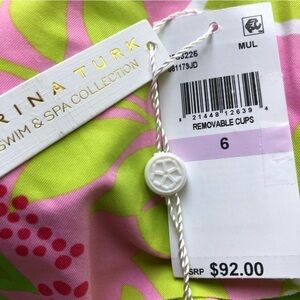 RINA TURK
SWIM & SPA COLLECTION
MUL
REMOVABLE CUPS
6
SRP $92.00